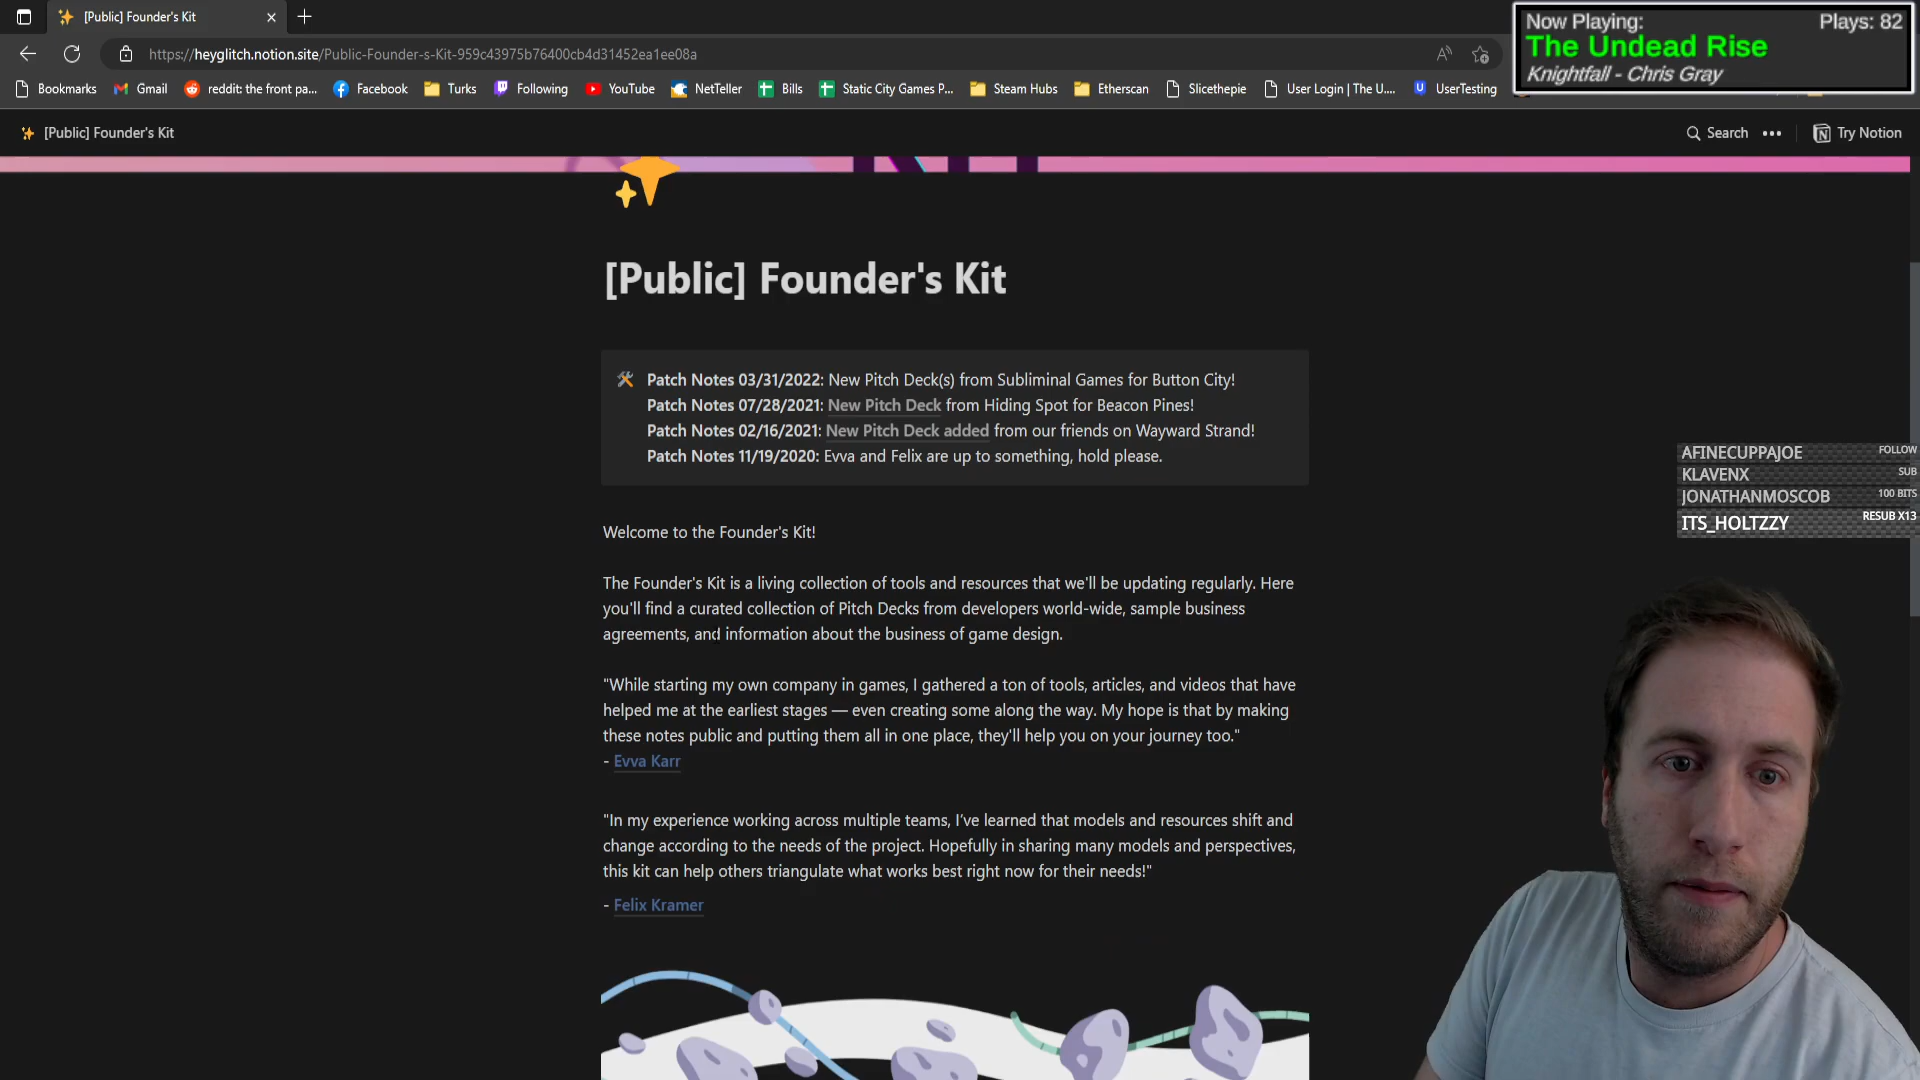 [Public] Founder's Kit
https://heyglitch.notion.site/Public-Founder-s-Kit-959c43975b76400cb4d31452ea1ee08a
Bookmarks Gmail reddit: the front pa... Facebook Turks Following YouTube NetTeller Bills Static City Games P... Steam Hubs Etherscan Slicethepie User Login | The U.... UserTesting
Now Playing: Plays: 82
The Undead Rise
Knightfall - Chris Gray
[Public] Founder's Kit Search Try Notion
[Public] Founder's Kit
Patch Notes 03/31/2022: New Pitch Deck(s) from Subliminal Games for Button City!
Patch Notes 07/28/2021: New Pitch Deck from Hiding Spot for Beacon Pines!
Patch Notes 02/16/2021: New Pitch Deck added from our friends on Wayward Strand!
Patch Notes 11/19/2020: Evva and Felix are up to something, hold please.
AFINECUPPAJOE FOLLOW
KLAVENX SUB
JONATHANMOSCOB 100 BITS
ITS_HOLTZZY RESUB X13
Welcome to the Founder's Kit!
The Founder's Kit is a living collection of tools and resources that we'll be updating regularly. Here
you'll find a curated collection of Pitch Decks from developers world-wide, sample business
agreements, and information about the business of game design.
"While starting my own company in games, I gathered a ton of tools, articles, and videos that have
helped me at the earliest stages — even creating some along the way. My hope is that by making
these notes public and putting them all in one place, they'll help you on your journey too."
- Evva Karr
"In my experience working across multiple teams, I've learned that models and resources shift and
change according to the needs of the project. Hopefully in sharing many models and perspectives,
this kit can help others triangulate what works best right now for their needs!"
- Felix Kramer